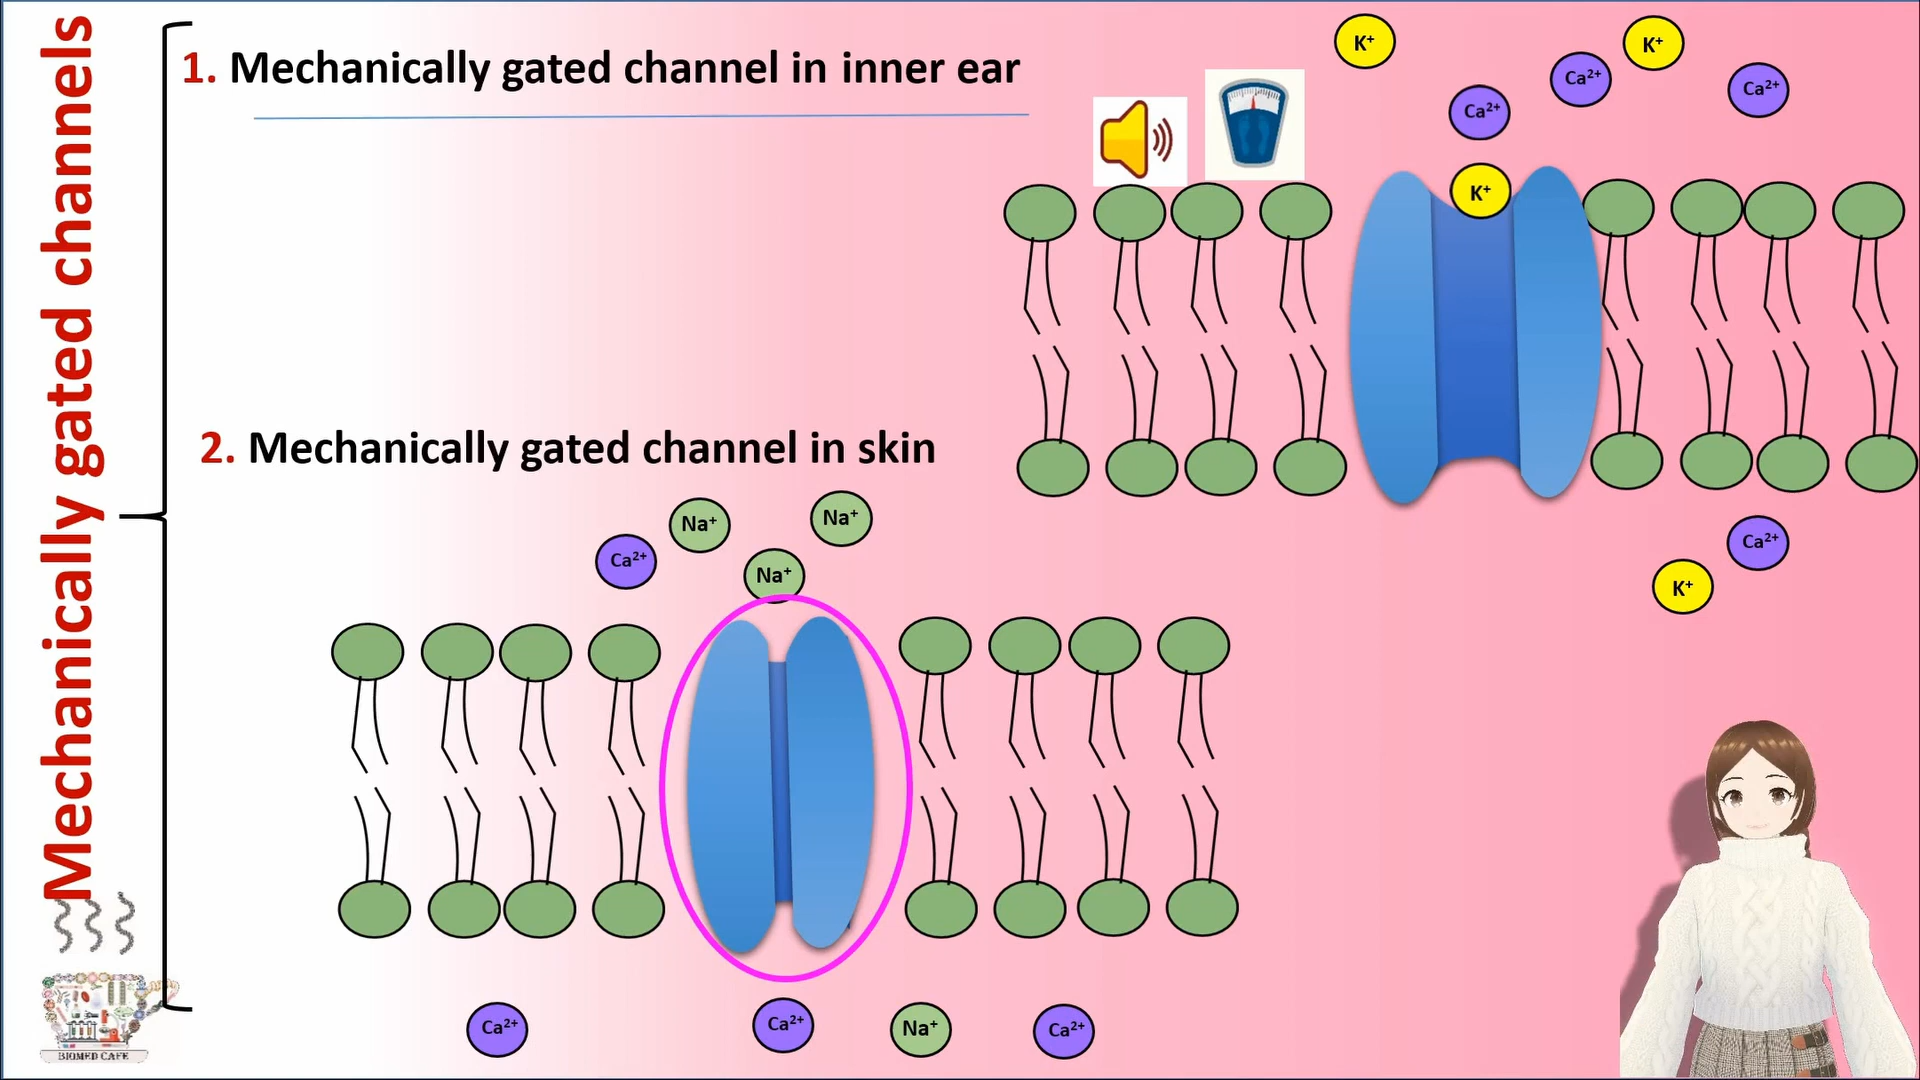 Mechanically gated channels
1. Mechanically gated channel in inner ear
K⁺
K⁺
Ca²⁺
Ca²⁺
Ca²⁺
K⁺
2. Mechanically gated channel in skin
Na⁺
Na⁺
Ca²⁺
Na⁺
Ca²⁺
K⁺
Ca²⁺
Ca²⁺
Na⁺
Ca²⁺
BIOMED CAFE